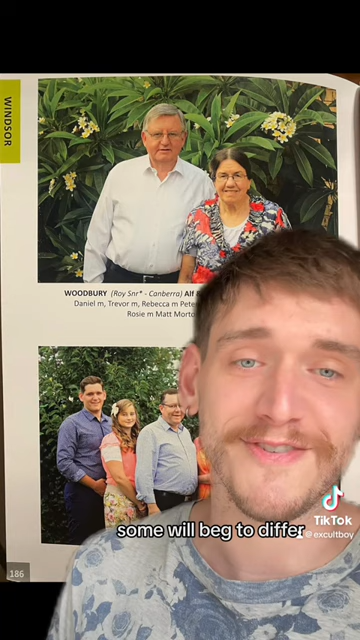 WINDSOR
WOODBURY (Roy Snr* - Canberra) Alf
Daniel m, Trevor m, Rebecca m Pete
Rosie m Matt Morto
some will beg to differ
TikTok
@excultboy
186